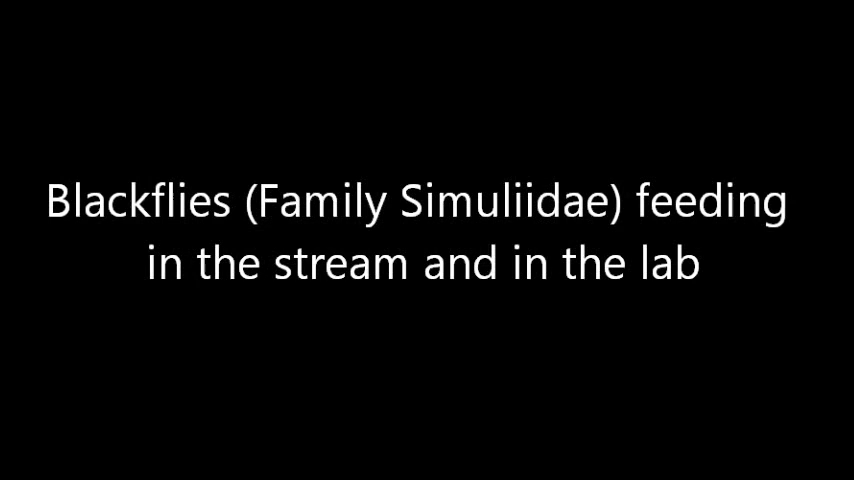 Blackflies (Family Simuliidae) feeding
in the stream and in the lab